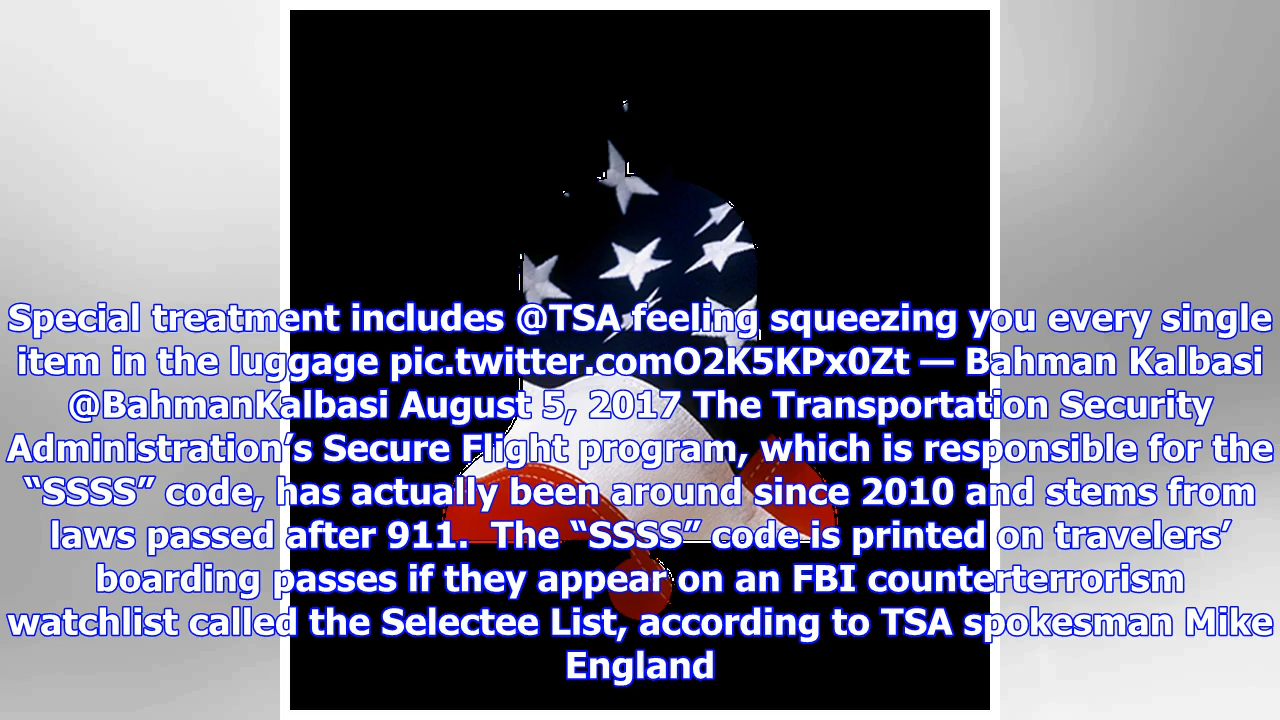 Special treatment includes @TSA feeling squeezing you every single
item in the luggage pic.twitter.comO2K5KPx0Zt — Bahman Kalbasi
@BahmanKalbasi August 5, 2017 The Transportation Security
Administration’s Secure Flight program, which is responsible for the
“SSSS” code, has actually been around since 2010 and stems from
laws passed after 911.  The “SSSS” code is printed on travelers’
boarding passes if they appear on an FBI counterterrorism
watchlist called the Selectee List, according to TSA spokesman Mike
England